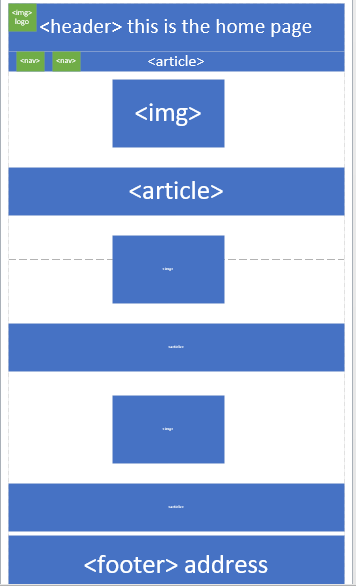 <img>
logo
<header> this is the home page
<nav>
<nav>
<article>
<img>
<article>
<img>
<article>
<img>
<article>
<footer> address